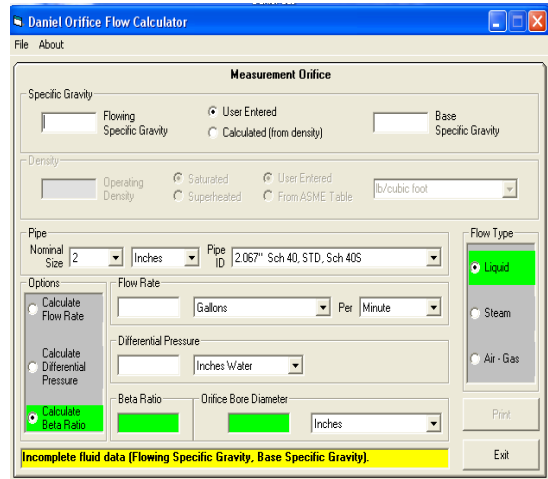 Daniel Orifice Flow Calculator
File About
Measurement Orifice
Specific Gravity
Flowing
Specific Gravity
User Entered
Calculated (from density)
Base
Specific Gravity
Density
Operating
Density
Saturated
Superheated
User Entered
From ASME Table
lb/cubic foot
Pipe
Nominal
Size
2
Inches
Pipe
ID
2.067" Sch 40, STD, Sch 40S
Flow Type
Liquid
Steam
Air - Gas
Options
Calculate
Flow Rate
Calculate
Differential
Pressure
Calculate
Beta Ratio
Flow Rate
Gallons
Per
Minute
Differential Pressure
Inches Water
Beta Ratio
Orifice Bore Diameter
Inches
Print
Exit
Incomplete fluid data (Flowing Specific Gravity, Base Specific Gravity).